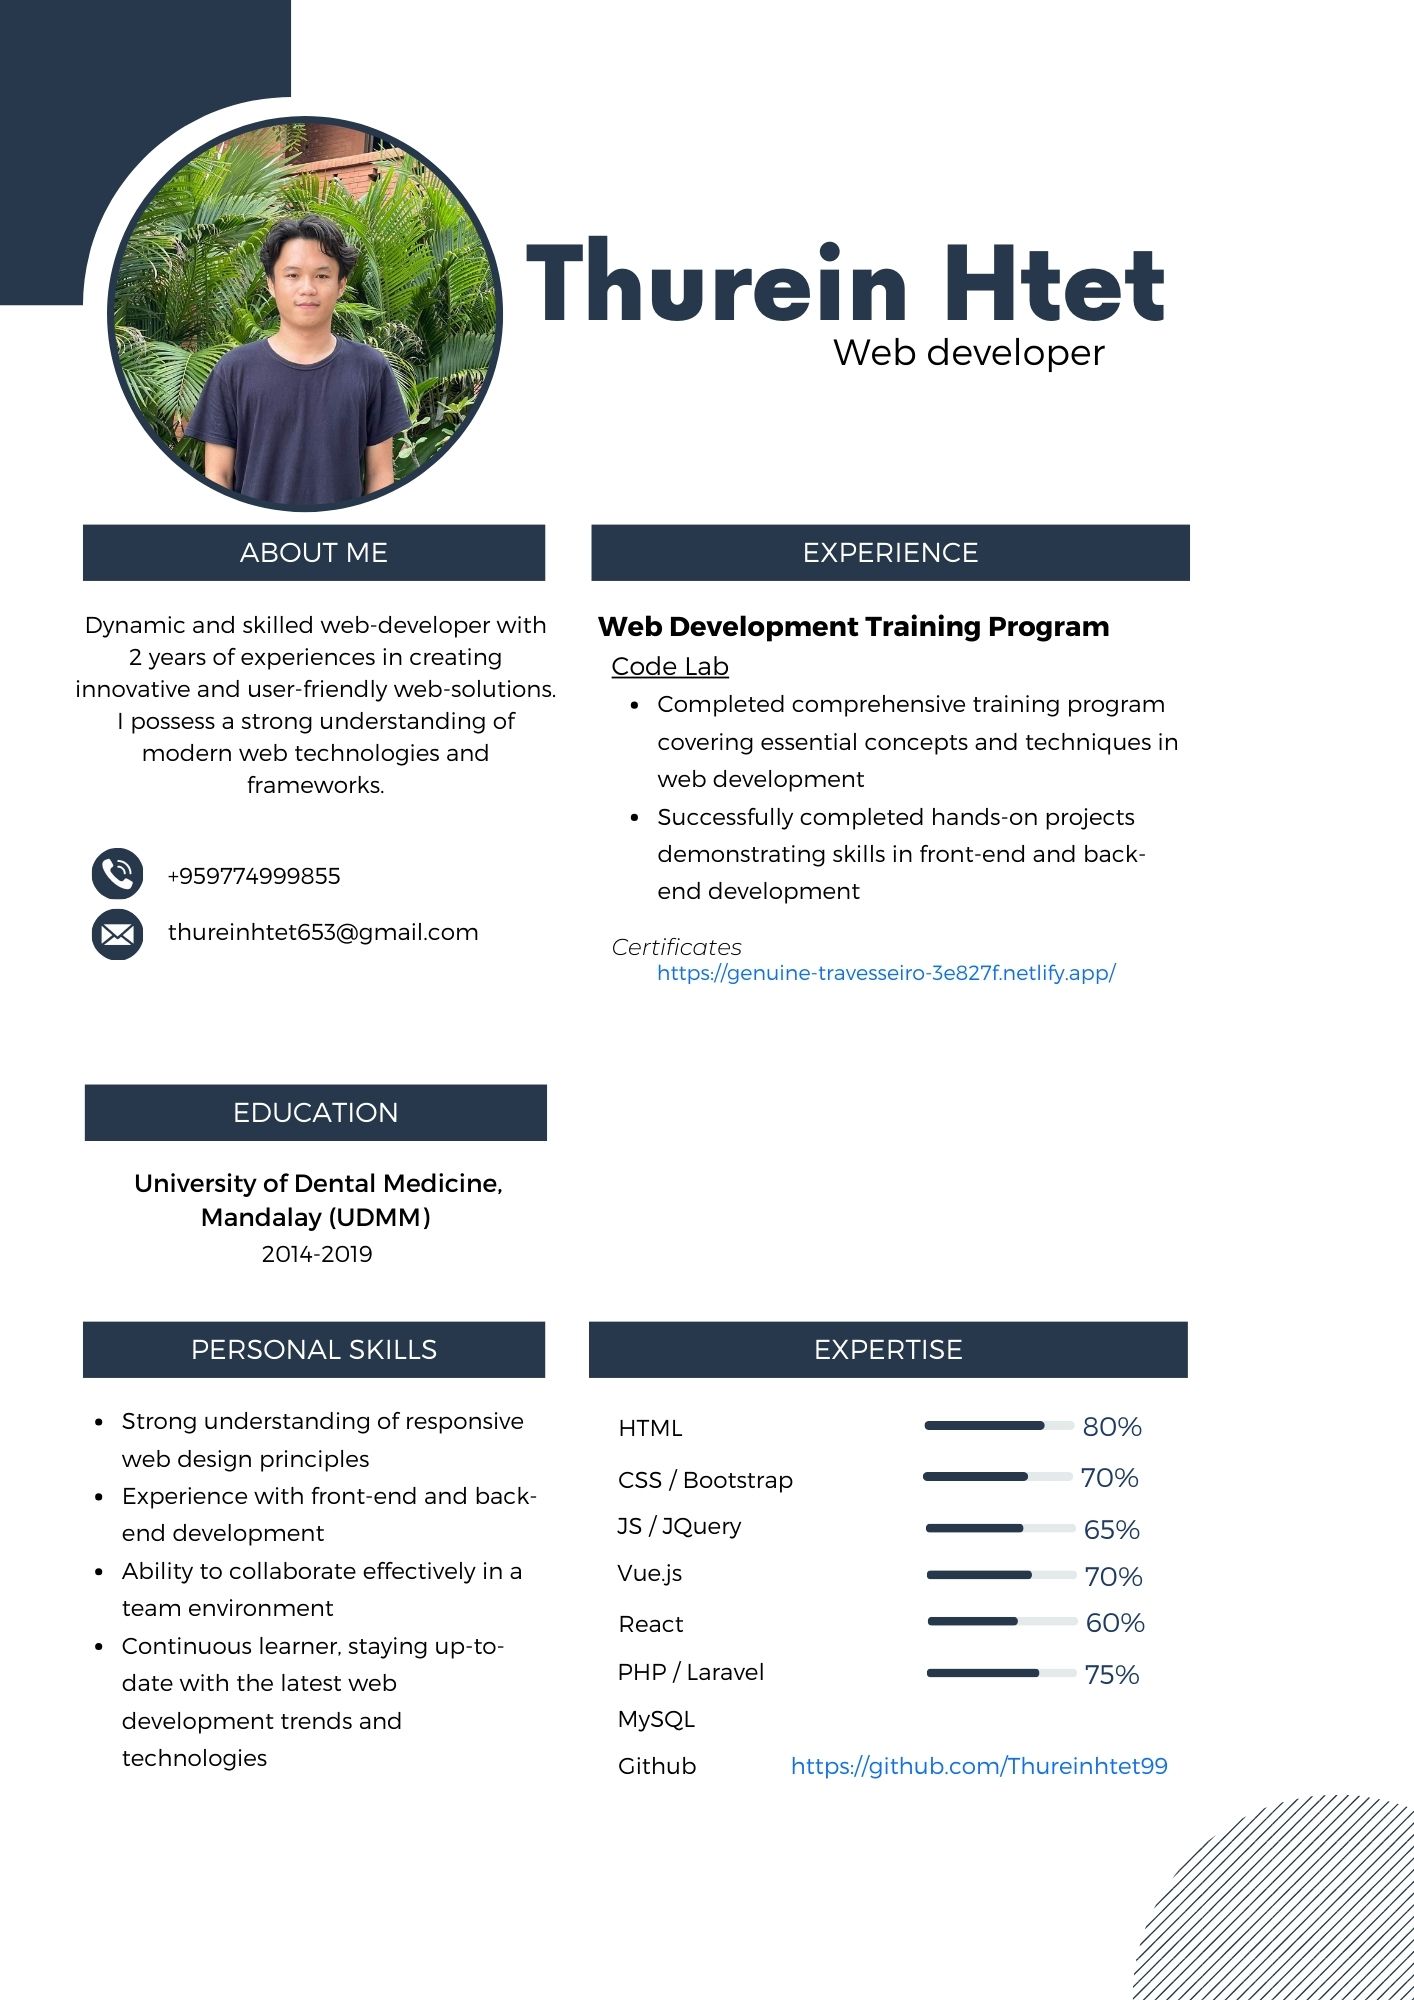 Thurein Htet
Web developer
ABOUT ME
Dynamic and skilled web-developer with
2 years of experiences in creating
innovative and user-friendly web-solutions.
I possess a strong understanding of
modern web technologies and
frameworks.
+959774999855
thureinhtet653@gmail.com
EXPERIENCE
Web Development Training Program
Code Lab
• Completed comprehensive training program
covering essential concepts and techniques in
web development
• Successfully completed hands-on projects
demonstrating skills in front-end and back-
end development
Certificates
https://genuine-travesseiro-3e827f.netlify.app/
EDUCATION
University of Dental Medicine,
Mandalay (UDMM)
2014-2019
PERSONAL SKILLS
• Strong understanding of responsive
web design principles
• Experience with front-end and back-
end development
• Ability to collaborate effectively in a
team environment
• Continuous learner, staying up-to-
date with the latest web
development trends and
technologies
EXPERTISE
HTML 80%
CSS / Bootstrap 70%
JS / JQuery 65%
Vue.js 70%
React 60%
PHP / Laravel 75%
MySQL
Github https://github.com/Thureinhtet99